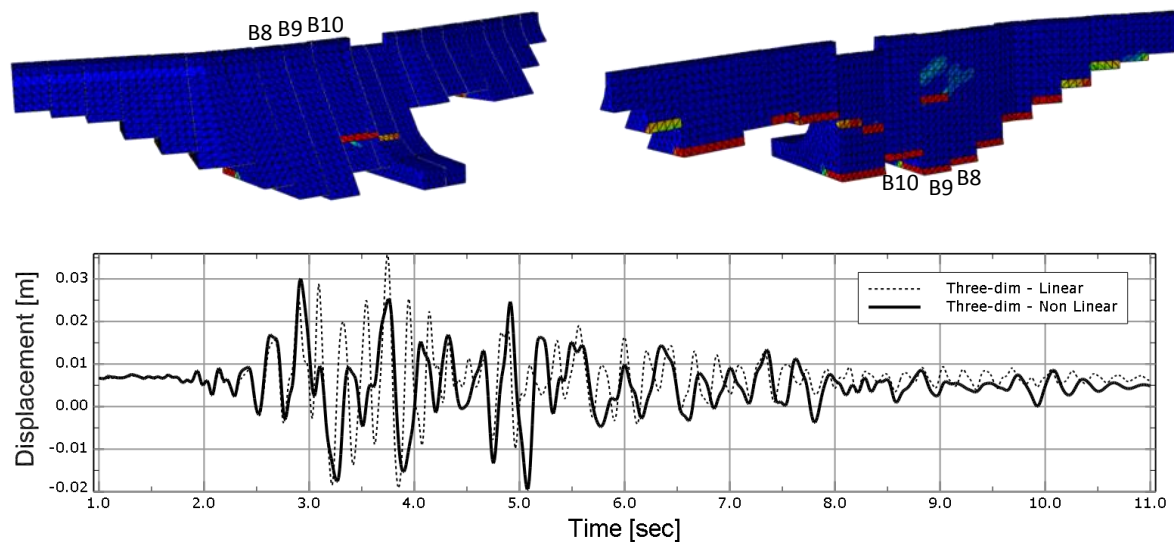 B8 B9 B10
B10
B9
B8
Displacement [m]
0.03
0.02
0.01
0.00
-0.01
-0.02
Three-dim - Linear
Three-dim - Non Linear
1.0 2.0 3.0 4.0 5.0 6.0 7.0 8.0 9.0 10.0 11.0
Time [sec]